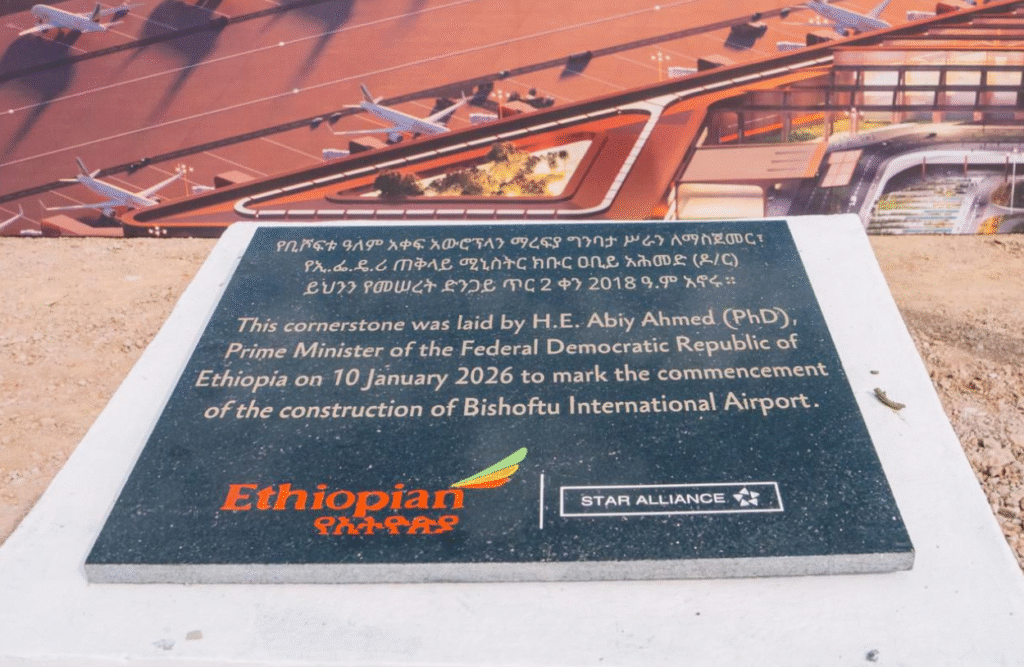 የቢሾፍቱ ዓለም አቀፍ አውሮፕላን ማረፍያ ግንባታ ሥራን ለማስጀመር፣
የኢ.ፌ.ዴ.ሪ ጠቅላይ ሚኒስትር ክቡር ዐቢይ አሕመድ (ዶ/ር)
ይህንን የመሠረት ድንጋይ ጥር 2 ቀን 2018 ዓ.ም አኖሩ።
This cornerstone was laid by H.E. Abiy Ahmed (PhD),
Prime Minister of the Federal Democratic Republic of
Ethiopia on 10 January 2026 to mark the commencement
of the construction of Bishoftu International Airport.
Ethiopian
የኢትዮጵያ
STAR ALLIANCE